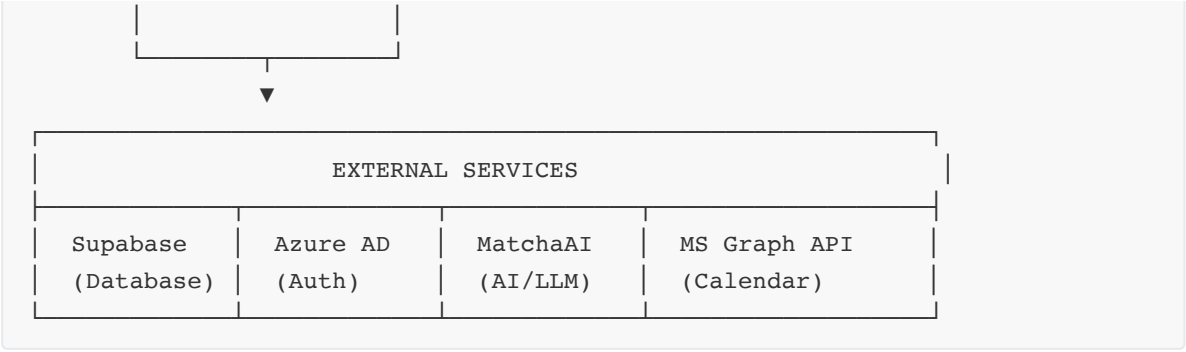 EXTERNAL SERVICES
Supabase Azure AD MatchaAI MS Graph API
(Database) (Auth) (AI/LLM) (Calendar)